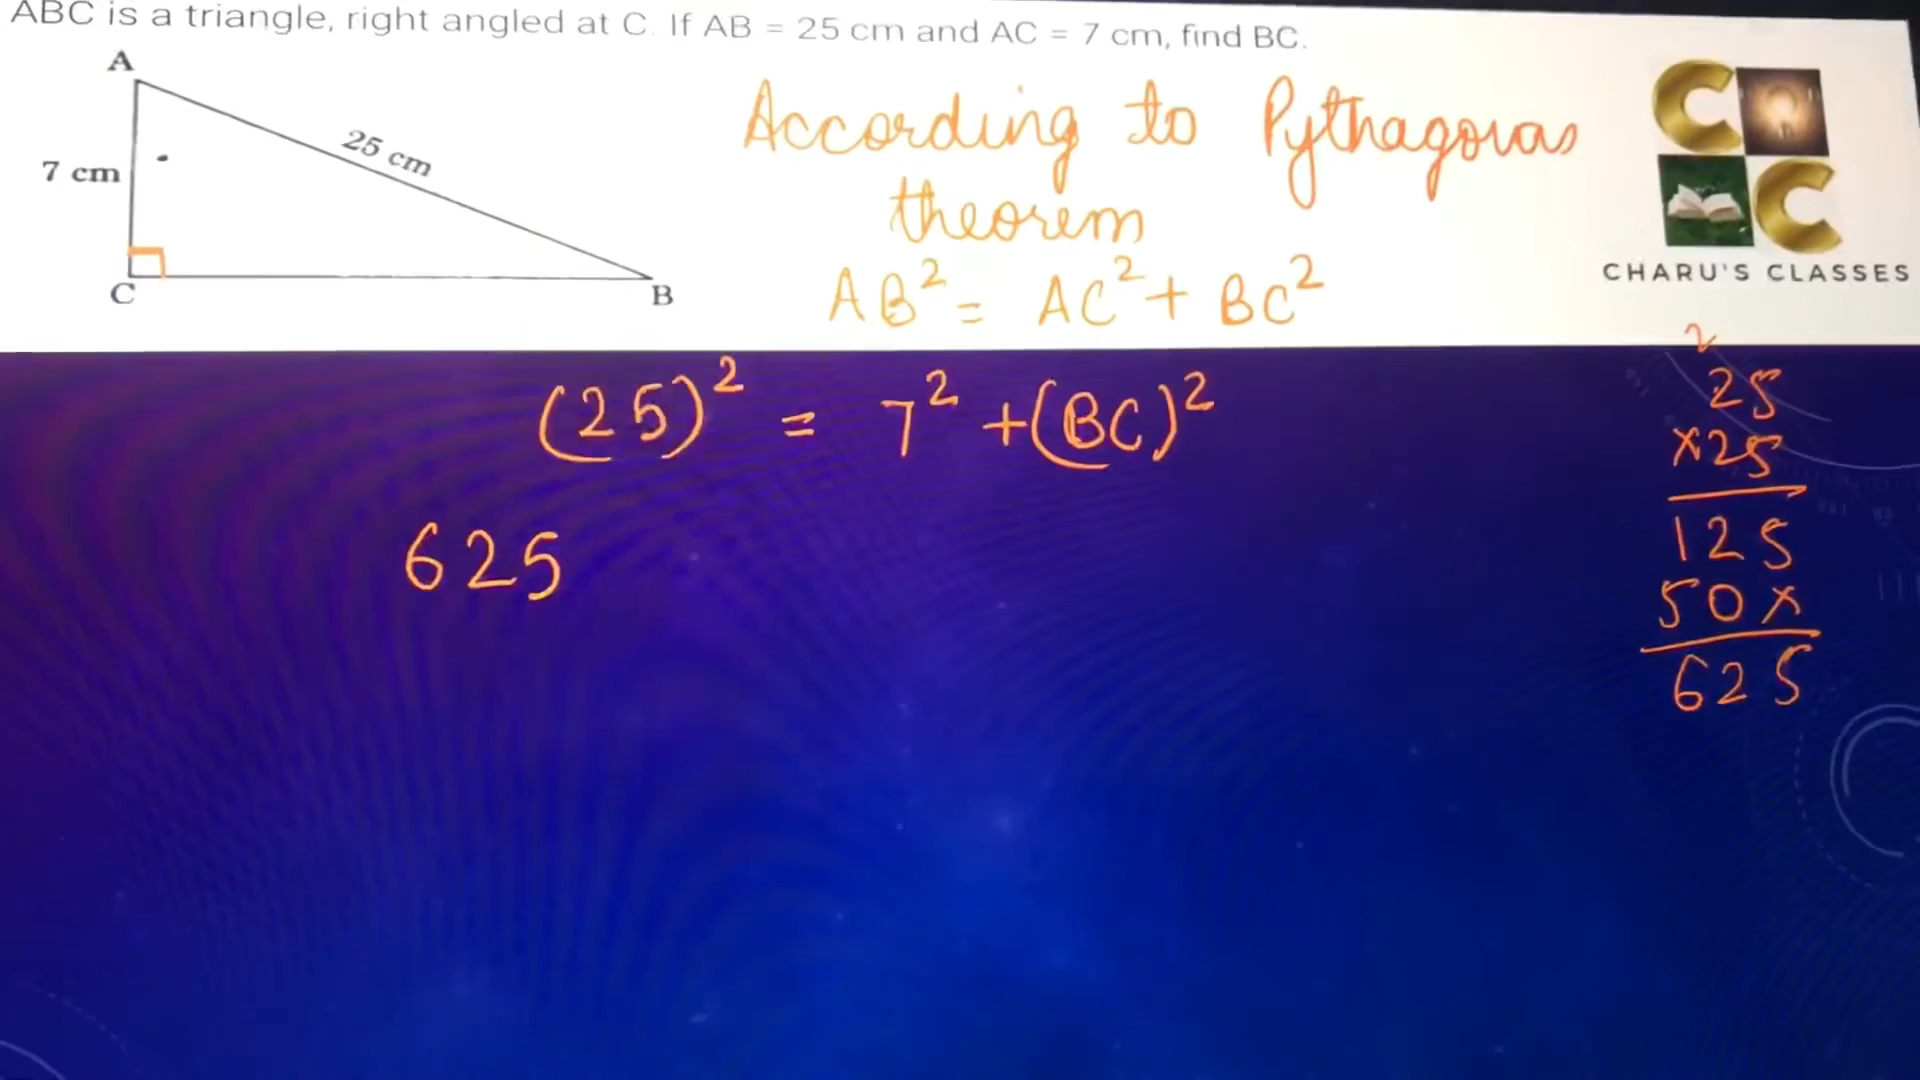 ABC is a triangle, right angled at C. If AB = 25 cm and AC = 7 cm, find BC.
A
7 cm
25 cm
C
B
According to Pythagoras
theorem
AB² = AC² + BC²
CHARU'S CLASSES
(25)² = 7² + (BC)²
625
2
25
x25
125
50x
625